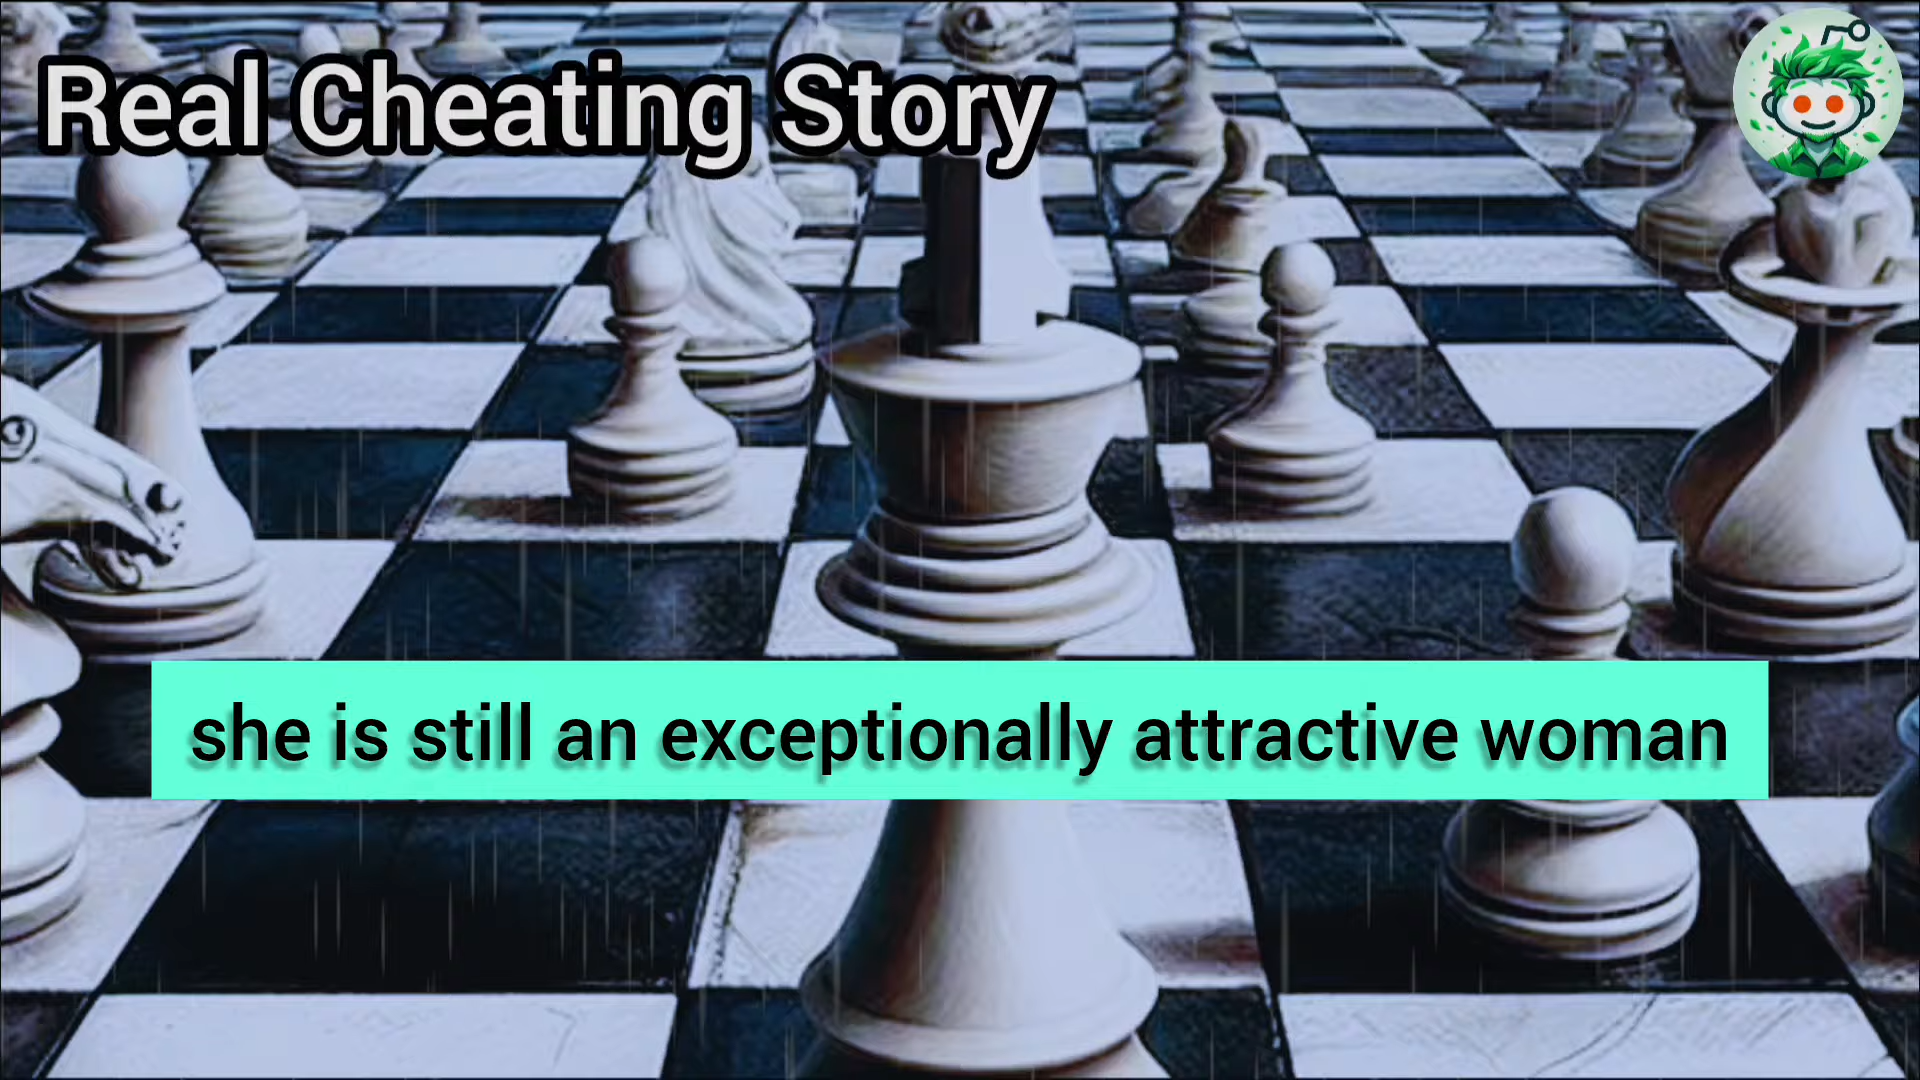 Real Cheating Story
she is still an exceptionally attractive woman